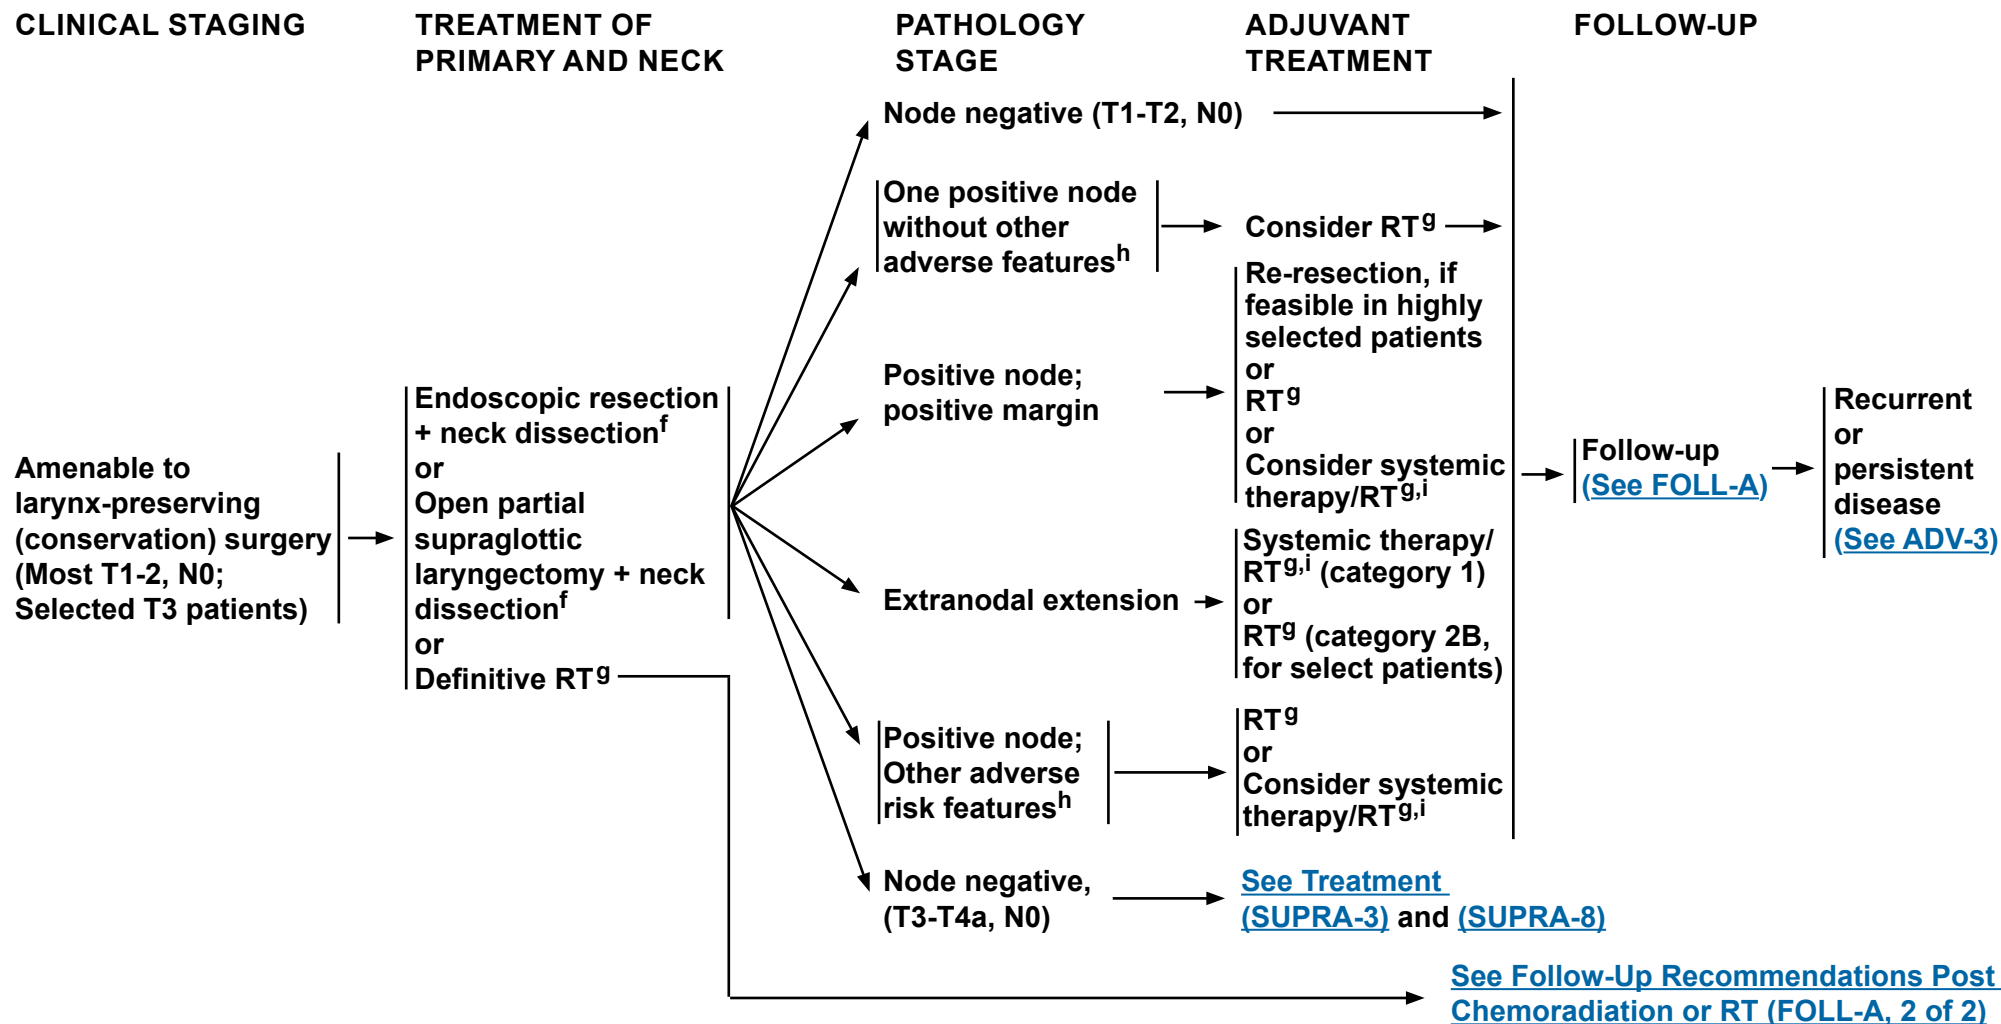 CLINICAL STAGING
TREATMENT OF
PRIMARY AND NECK
PATHOLOGY
STAGE
ADJUVANT
TREATMENT
FOLLOW-UP
Amenable to
larynx-preserving
(conservation) surgery
(Most T1-2, N0;
Selected T3 patients)
Endoscopic resection
+ neck dissectionf
or
Open partial
supraglottic
laryngectomy + neck
dissectionf
or
Definitive RTg
Node negative (T1-T2, N0)
One positive node
without other
adverse featuresh
Consider RTg
Positive node;
positive margin
Re-resection, if
feasible in highly
selected patients
or
RTg
or
Consider systemic
therapy/RTg,i
Extranodal extension
Systemic therapy/
RTg,i (category 1)
or
RTg (category 2B,
for select patients)
Positive node;
Other adverse
risk featuresh
RTg
or
Consider systemic
therapy/RTg,i
Node negative,
(T3-T4a, N0)
See Treatment
(SUPRA-3) and (SUPRA-8)
Follow-up
(See FOLL-A)
Recurrent
or
persistent
disease
(See ADV-3)
See Follow-Up Recommendations Post
Chemoradiation or RT (FOLL-A, 2 of 2)